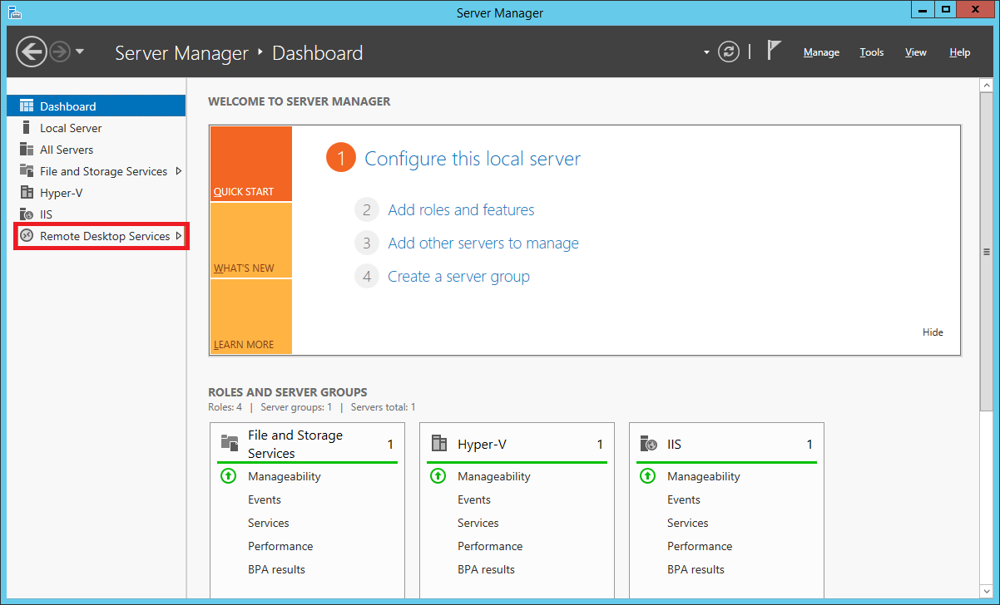 Server Manager
Server Manager ‣ Dashboard
Manage Tools View Help
Dashboard
Local Server
All Servers
File and Storage Services
Hyper-V
IIS
Remote Desktop Services
WELCOME TO SERVER MANAGER
QUICK START
WHAT'S NEW
LEARN MORE
1 Configure this local server
2 Add roles and features
3 Add other servers to manage
4 Create a server group
Hide
ROLES AND SERVER GROUPS
Roles: 4 | Server groups: 1 | Servers total: 1
File and Storage
Services 1
Manageability
Events
Services
Performance
BPA results
Hyper-V 1
Manageability
Events
Services
Performance
BPA results
IIS 1
Manageability
Events
Services
Performance
BPA results